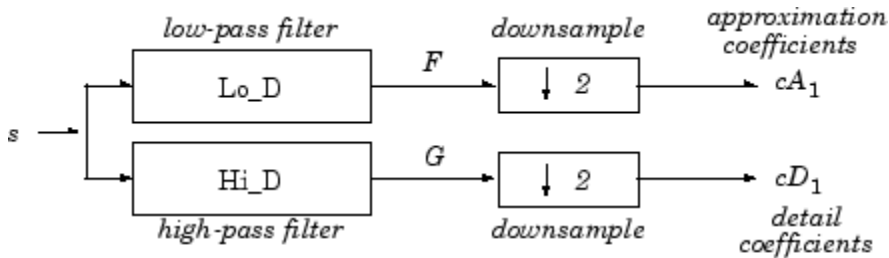 low-pass filter
downsample
approximation
coefficients
F
Lo_D
↓ 2
cA1
s
G
Hi_D
↓ 2
cD1
high-pass filter
downsample
detail
coefficients